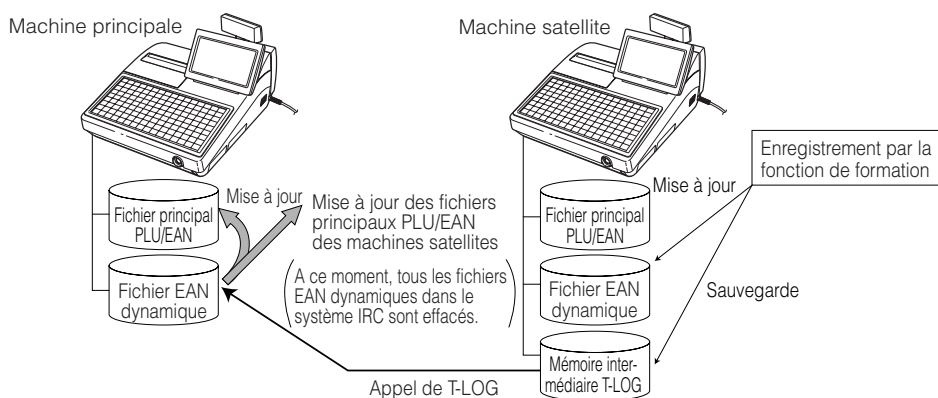 Machine principale
Machine satellite
Enregistrement par la
fonction de formation
Mise à jour
Mise à jour des fichiers
principaux PLU/EAN
des machines satellites
Mise à jour
Fichier principal
PLU/EAN
Fichier principal
PLU/EAN
A ce moment, tous les fichiers
EAN dynamiques dans le
système IRC sont effacés.
Fichier EAN
dynamique
Fichier EAN
dynamique
Sauvegarde
Mémoire inter-
médiaire T-LOG
Appel de T-LOG